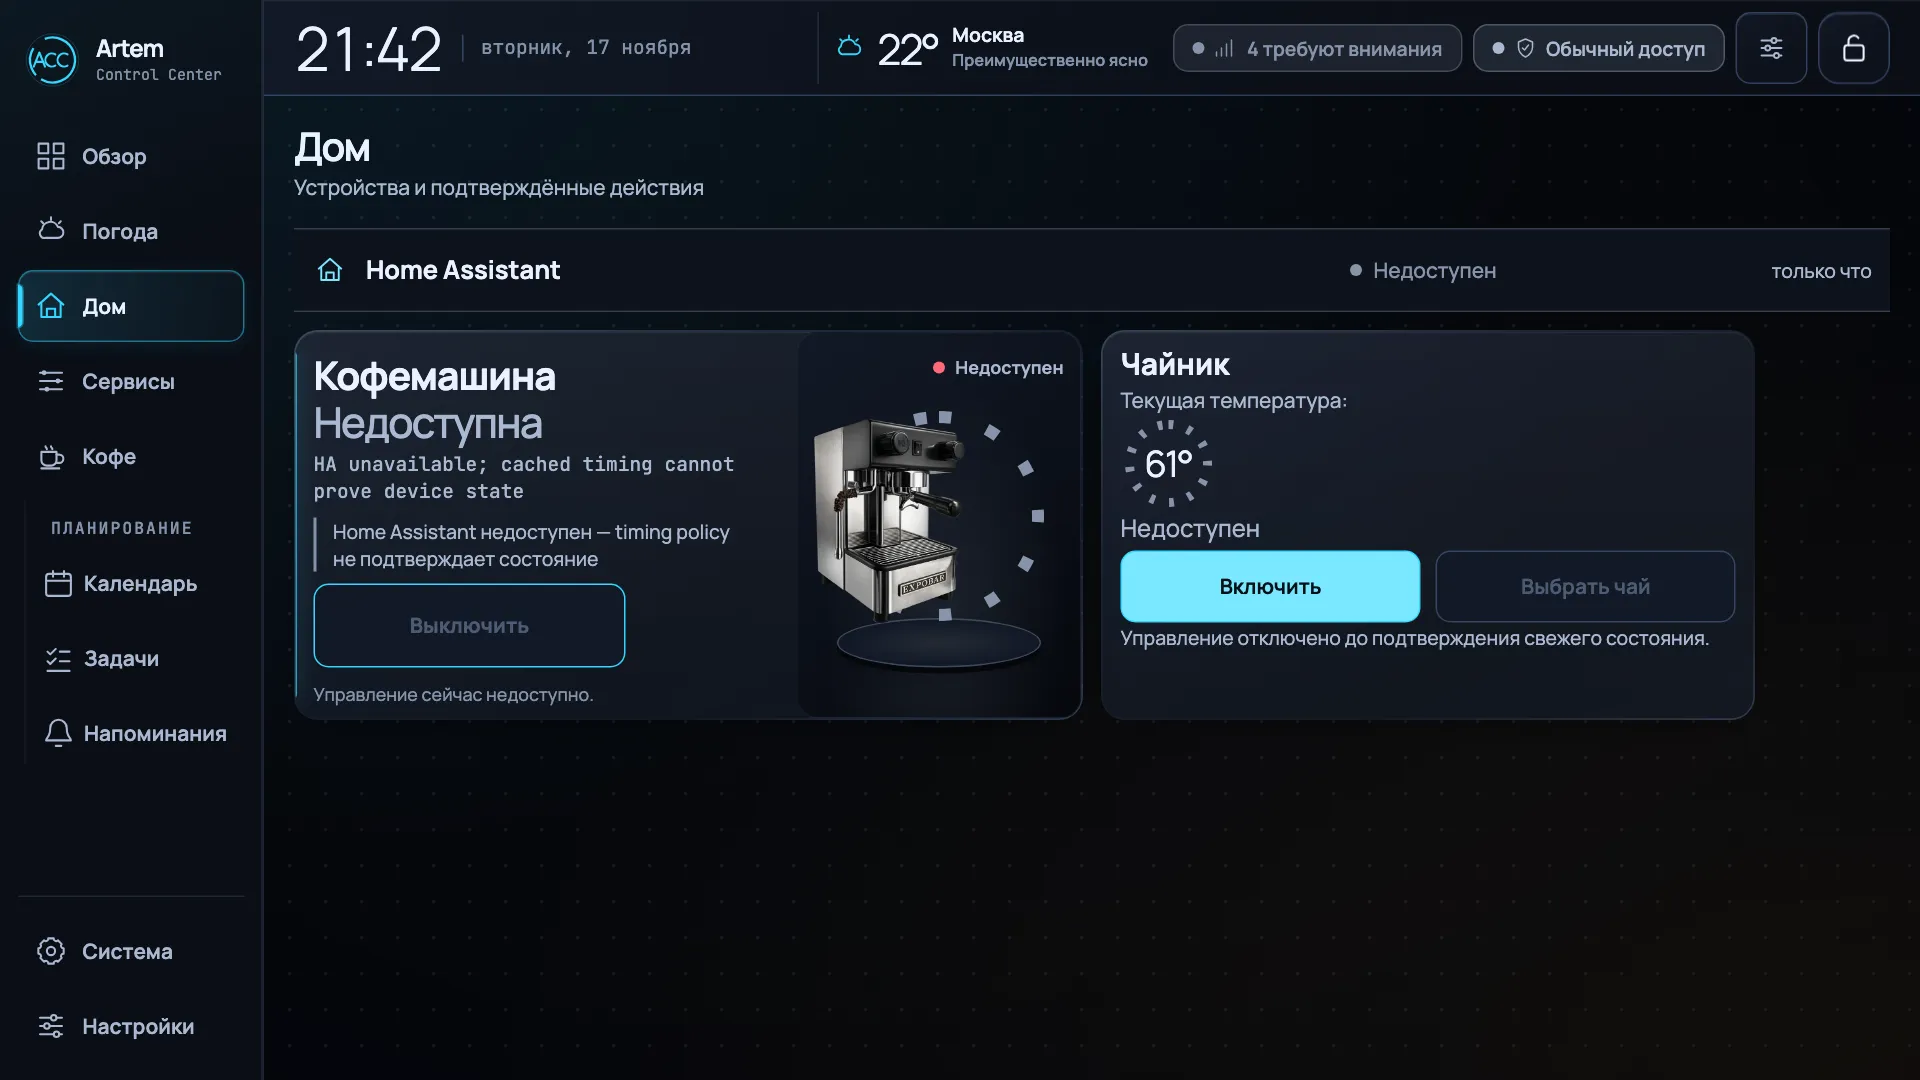 ACC
Artem
Control Center
Обзор
Погода
Дом
Сервисы
Кофе
ПЛАНИРОВАНИЕ
Календарь
Задачи
Напоминания
Система
Настройки
21:42
вторник, 17 ноября
22°
Москва
Преимущественно ясно
4 требуют внимания
Обычный доступ
Дом
Устройства и подтверждённые действия
Home Assistant
Недоступен
только что
Кофемашина
Недоступна
HA unavailable; cached timing cannot
prove device state
Home Assistant недоступен — timing policy
не подтверждает состояние
Выключить
Управление сейчас недоступно.
Недоступен
EXPOBAR
Чайник
Текущая температура:
61°
Недоступен
Включить
Выбрать чай
Управление отключено до подтверждения свежего состояния.